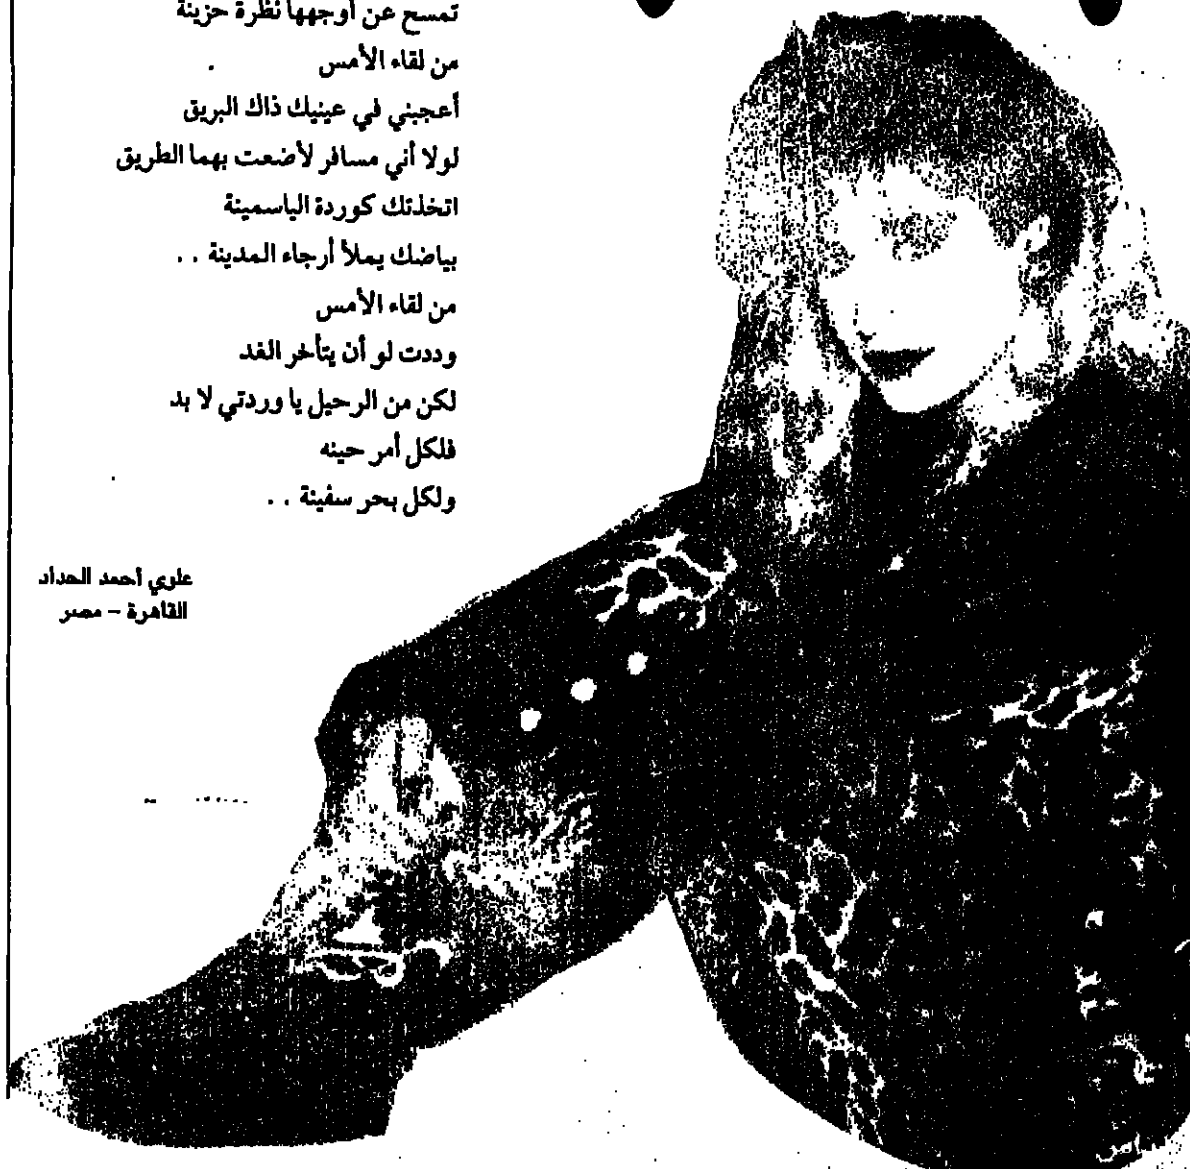 تمسح عن أوجهها نظرة حزينة
من لقاء الأمس
أعجبني في عينيك ذاك البريق
لولا أني مسافر لأضعت بهما الطريق
اتخذتك كوردة الياسمينة
بياضك يملأ أرجاء المدينة . .
من لقاء الأمس
وددت لو أن يتأخر الغد
لكن من الرحيل يا وردتي لا بد
فلكل أمر حينه
ولكل بحر سفينة . .
علوي أحمد الحداد
القاهرة – مصر